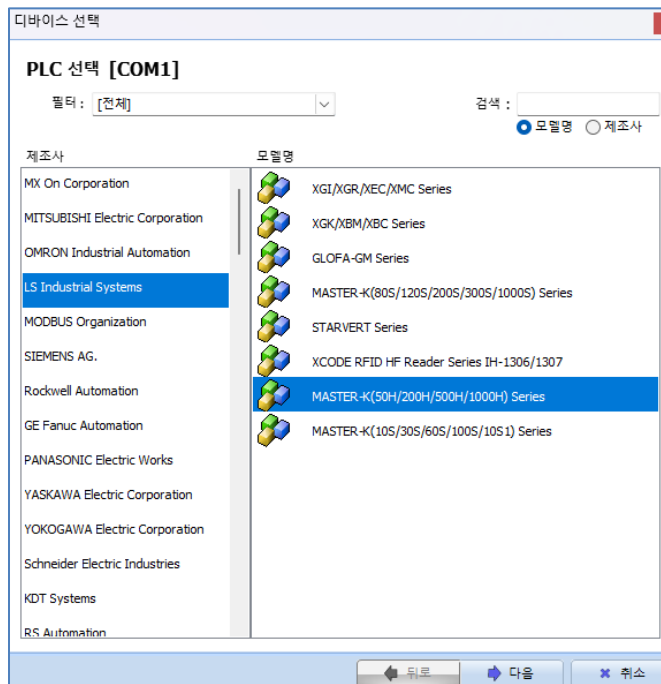 디바이스 선택
PLC 선택 [COM1]
필터 : [전체]
검색 :
모델명 제조사
제조사
모델명
MX On Corporation
MITSUBISHI Electric Corporation
OMRON Industrial Automation
LS Industrial Systems
MODBUS Organization
SIEMENS AG.
Rockwell Automation
GE Fanuc Automation
PANASONIC Electric Works
YASKAWA Electric Corporation
YOKOGAWA Electric Corporation
Schneider Electric Industries
KDT Systems
RS Automation
XGI/XGR/XEC/XMC Series
XGK/XBM/XBC Series
GLOFA-GM Series
MASTER-K(80S/120S/200S/300S/1000S) Series
STARVERT Series
XCODE RFID HF Reader Series IH-1306/1307
MASTER-K(50H/200H/500H/1000H) Series
MASTER-K(10S/30S/60S/100S/10S1) Series
뒤로
다음
취소